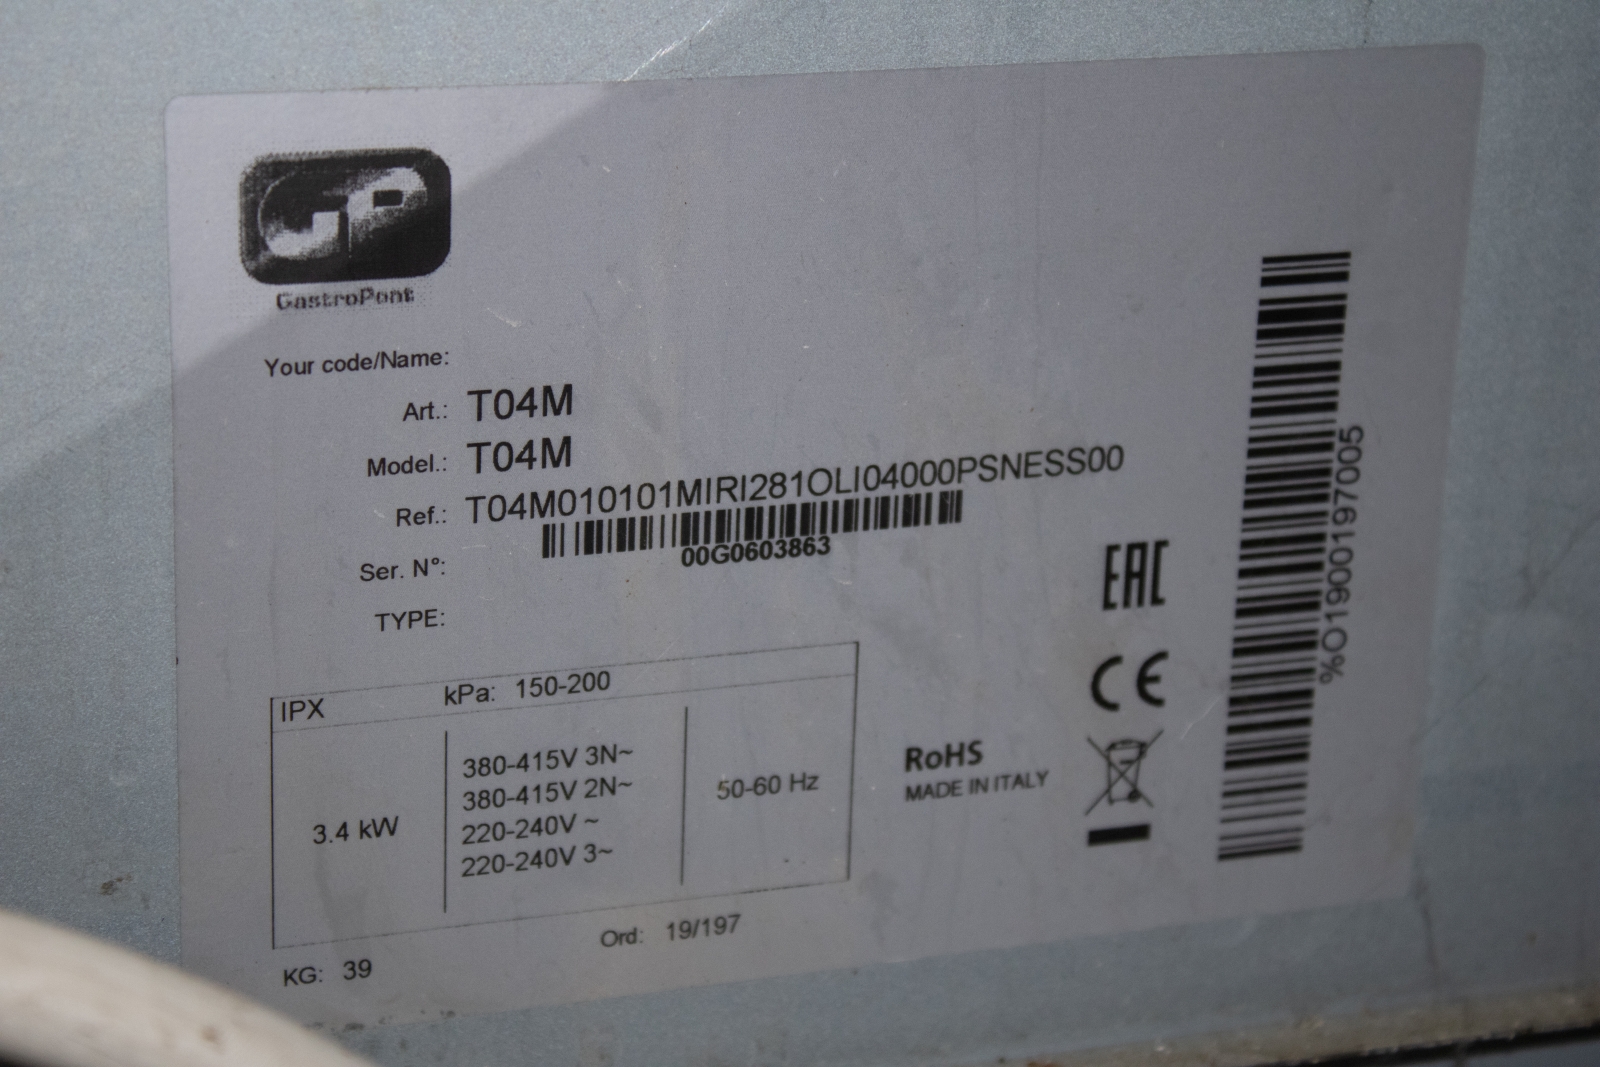 GP
GastroPont
Your code/Name:
Art.: T04M
Model.: T04M
Ref.: T04M010101MIRI281OLI04000PSNESS00
Ser. N°: 00G0603863
TYPE:
IPX kPa: 150-200
3.4 kW
380-415V 3N~
380-415V 2N~
220-240V ~
220-240V 3~
50-60 Hz
Ord: 19/197
KG: 39
EAC
CE
RoHS
MADE IN ITALY
%O1900197005